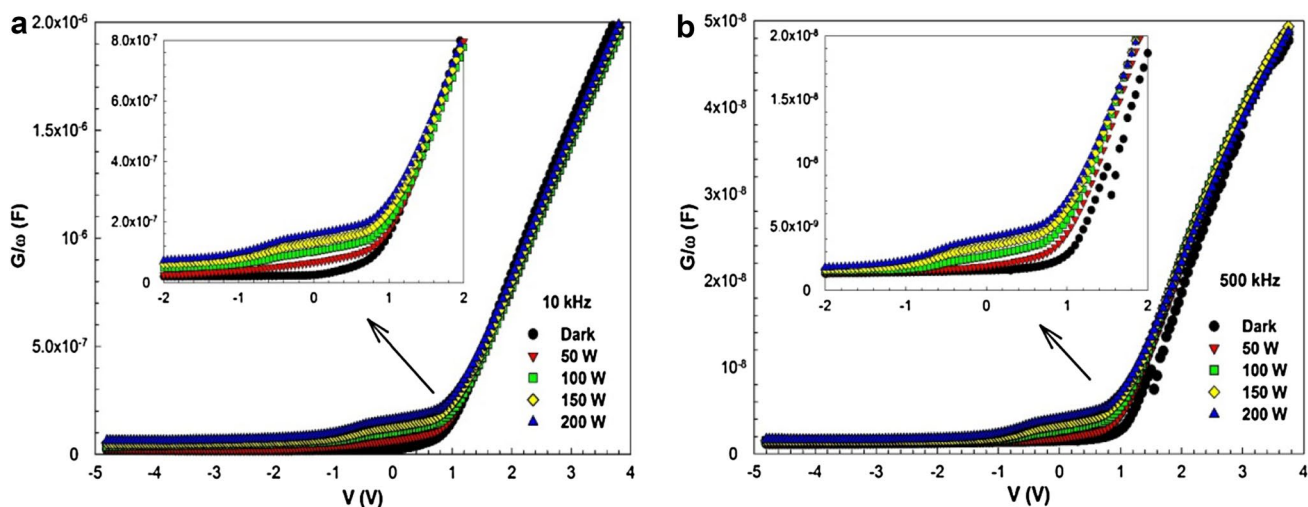 a
2.0x10⁻⁶
1.5x10⁻⁶
10⁻⁶
5.0x10⁻⁷
0
G/ω (F)
8.0x10⁻⁷
6.0x10⁻⁷
4.0x10⁻⁷
2.0x10⁻⁷
0
-2 -1 0 1 2
10 kHz
Dark
50 W
100 W
150 W
200 W
-5 -4 -3 -2 -1 0 1 2 3 4
V (V)
b
5x10⁻⁸
4x10⁻⁸
3x10⁻⁸
2x10⁻⁸
10⁻⁸
0
G/ω (F)
2.0x10⁻⁸
1.5x10⁻⁸
10⁻⁸
5.0x10⁻⁹
0
-2 -1 0 1 2
500 kHz
Dark
50 W
100 W
150 W
200 W
-5 -4 -3 -2 -1 0 1 2 3 4
V (V)